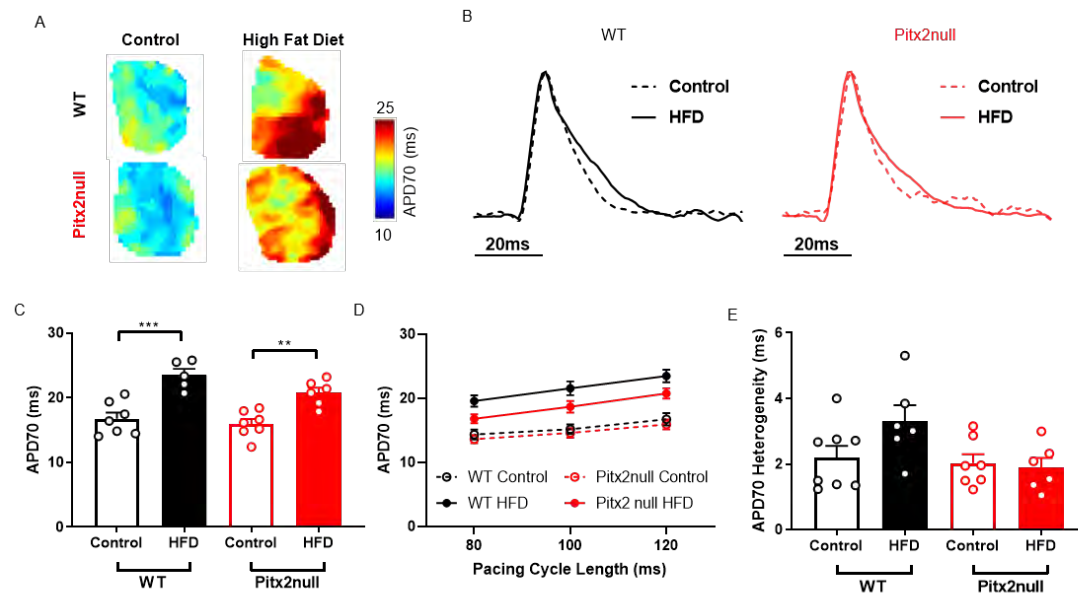 A
Control
High Fat Diet
WT
Pitx2null
25
APD70 (ms)
10
B
WT
Control
HFD
20ms
Pitx2null
Control
HFD
20ms
C
APD70 (ms)
30
20
10
0
***
**
Control
HFD
Control
HFD
WT
Pitx2null
D
APD70 (ms)
30
20
10
0
WT Control
Pitx2null Control
WT HFD
Pitx2 null HFD
80
100
120
Pacing Cycle Length (ms)
E
APD70 Heterogeneity (ms)
6
4
2
0
Control
HFD
Control
HFD
WT
Pitx2null